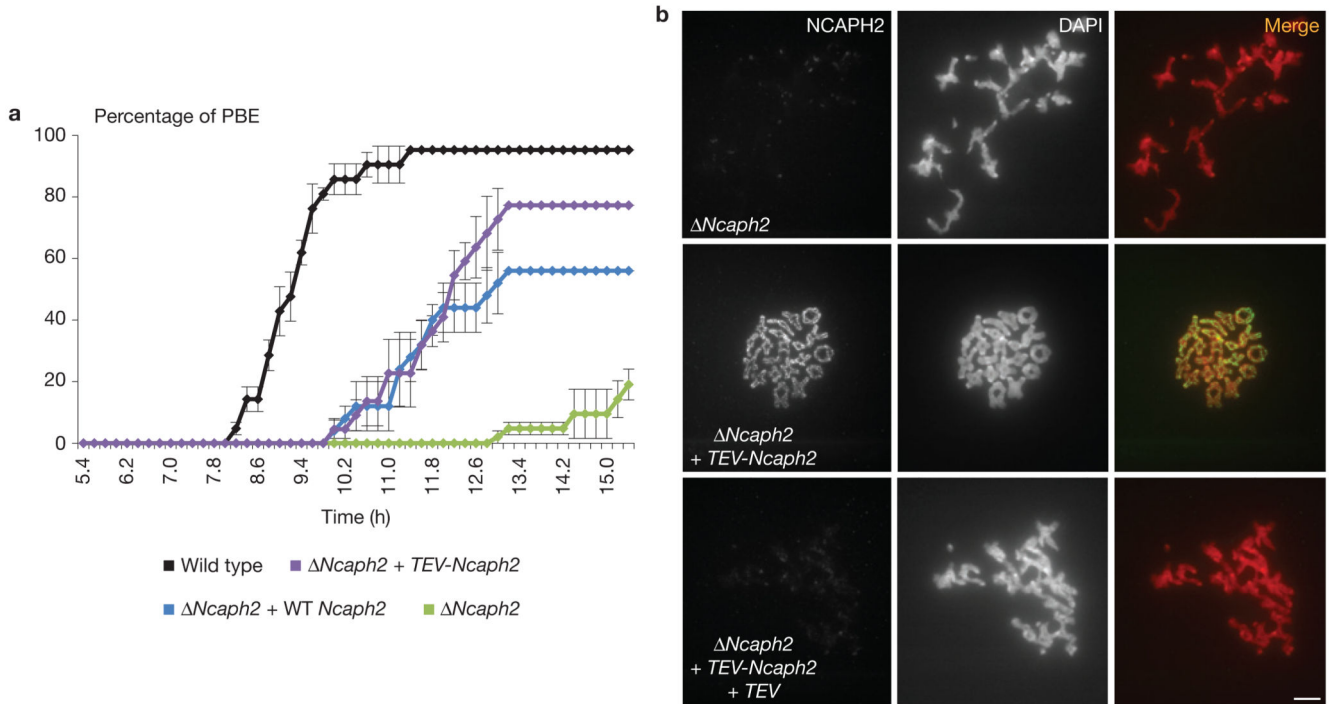 a
Percentage of PBE
100
80
60
40
20
0
5.4
6.2
7.0
7.8
8.6
9.4
10.2
11.0
11.8
12.6
13.4
14.2
15.0
Time (h)
Wild type
ΔNcaph2 + TEV-Ncaph2
ΔNcaph2 + WT Ncaph2
ΔNcaph2
b
NCAPH2
DAPI
Merge
ΔNcaph2
ΔNcaph2
+ TEV-Ncaph2
ΔNcaph2
+ TEV-Ncaph2
+ TEV